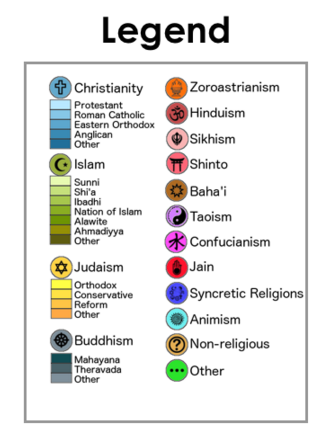 Legend
Christianity
Protestant
Roman Catholic
Eastern Orthodox
Anglican
Other
Islam
Sunni
Shi'a
Ibadhi
Nation of Islam
Alawite
Ahmadiyya
Other
Judaism
Orthodox
Conservative
Reform
Other
Buddhism
Mahayana
Theravada
Other
Zoroastrianism
Hinduism
Sikhism
Shinto
Baha'i
Taoism
Confucianism
Jain
Syncretic Religions
Animism
Non-religious
Other